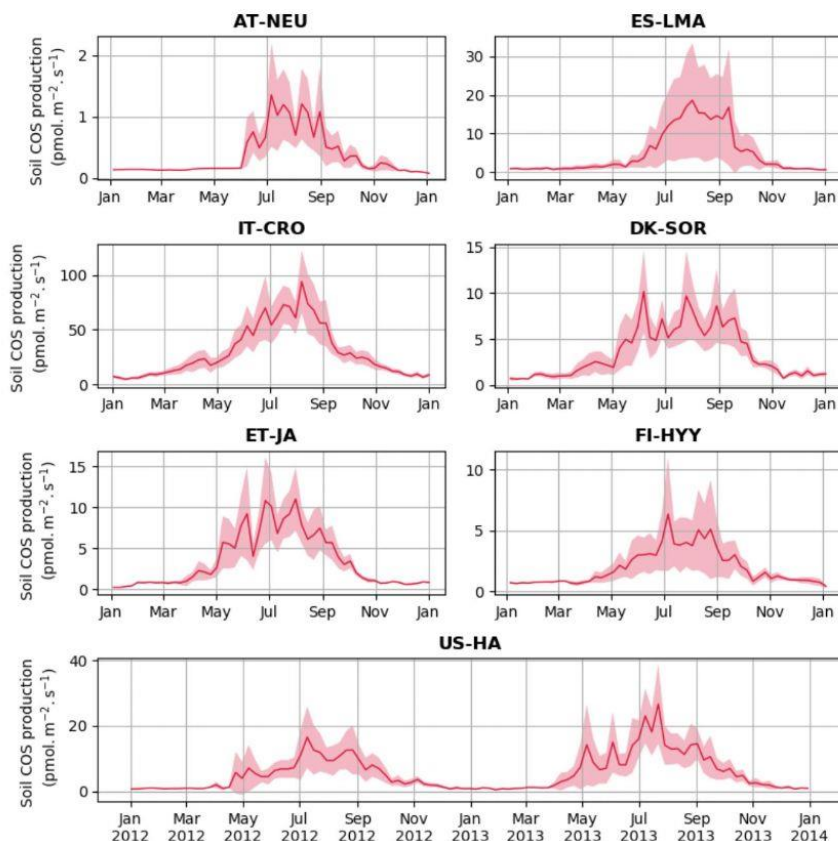 AT-NEU
ES-LMA
Soil COS production
(pmol. m⁻². s⁻¹)
2
1
0
30
20
10
0
Jan Mar May Jul Sep Nov Jan
Jan Mar May Jul Sep Nov Jan
IT-CRO
DK-SOR
Soil COS production
(pmol. m⁻². s⁻¹)
100
50
0
15
10
5
0
Jan Mar May Jul Sep Nov Jan
Jan Mar May Jul Sep Nov Jan
ET-JA
FI-HYY
Soil COS production
(pmol. m⁻². s⁻¹)
15
10
5
0
10
5
0
Jan Mar May Jul Sep Nov Jan
Jan Mar May Jul Sep Nov Jan
US-HA
Soil COS production
(pmol. m⁻². s⁻¹)
40
20
0
Jan Mar May Jul Sep Nov Jan Mar May Jul Sep Nov Jan
2012 2012 2012 2012 2012 2012 2013 2013 2013 2013 2013 2013 2014